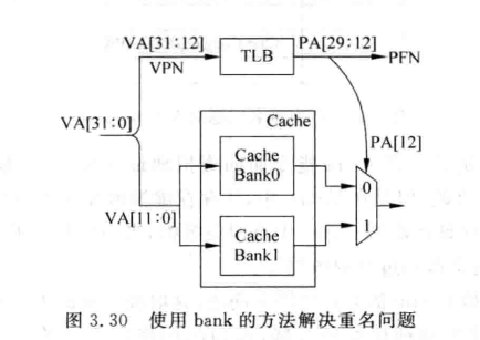 VA[31:12]
VPN
TLB
PA[29:12]
PFN
VA[31:0]
Cache
PA[12]
Cache
Bank0
0
VA[11:0]
1
Cache
Bank1
图 3.30 使用 bank 的方法解决重名问题